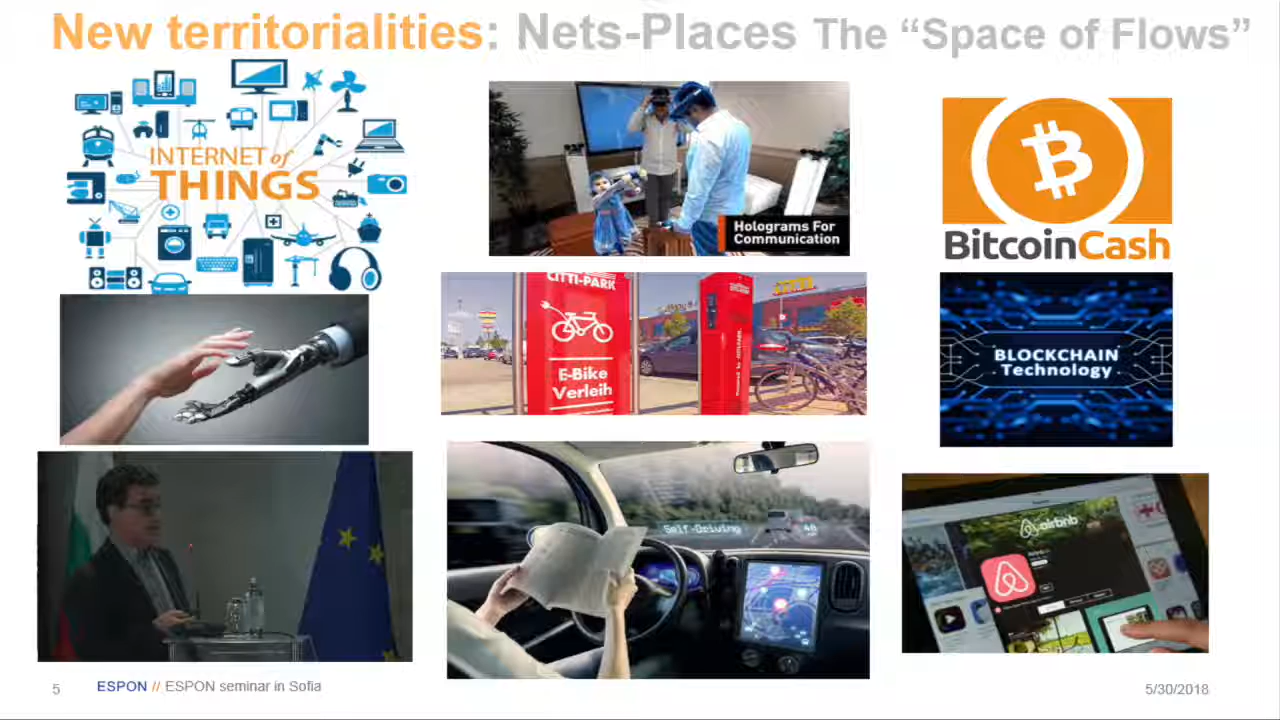 New territorialities: Nets-Places The “Space of Flows”
INTERNET of
THINGS
Holograms For
Communication
BitcoinCash
CITTI-PARK
E-Bike
Verleih
BLOCKCHAIN
Technology
Self-Driving
airbnb
5
ESPON // ESPON seminar in Sofia
5/30/2018